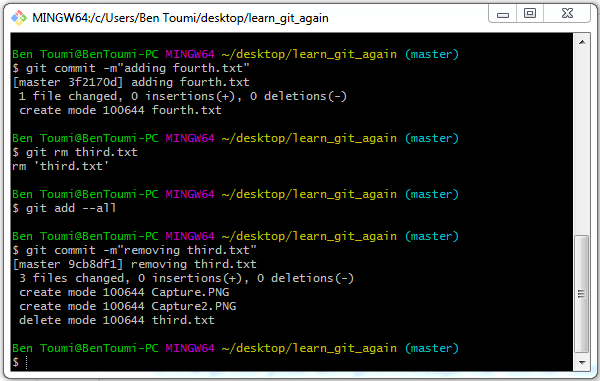 MINGW64:/c/Users/Ben Toumi/desktop/learn_git_again
Ben Toumi@BenToumi-PC MINGW64 ~/desktop/learn_git_again (master)
$ git commit -m"adding fourth.txt"
[master 3f2170d] adding fourth.txt
 1 file changed, 0 insertions(+), 0 deletions(-)
 create mode 100644 fourth.txt
Ben Toumi@BenToumi-PC MINGW64 ~/desktop/learn_git_again (master)
$ git rm third.txt
rm 'third.txt'
Ben Toumi@BenToumi-PC MINGW64 ~/desktop/learn_git_again (master)
$ git add --all
Ben Toumi@BenToumi-PC MINGW64 ~/desktop/learn_git_again (master)
$ git commit -m"removing third.txt"
[master 9cb8df1] removing third.txt
 3 files changed, 0 insertions(+), 0 deletions(-)
 create mode 100644 Capture.PNG
 create mode 100644 Capture2.PNG
 delete mode 100644 third.txt
Ben Toumi@BenToumi-PC MINGW64 ~/desktop/learn_git_again (master)
$